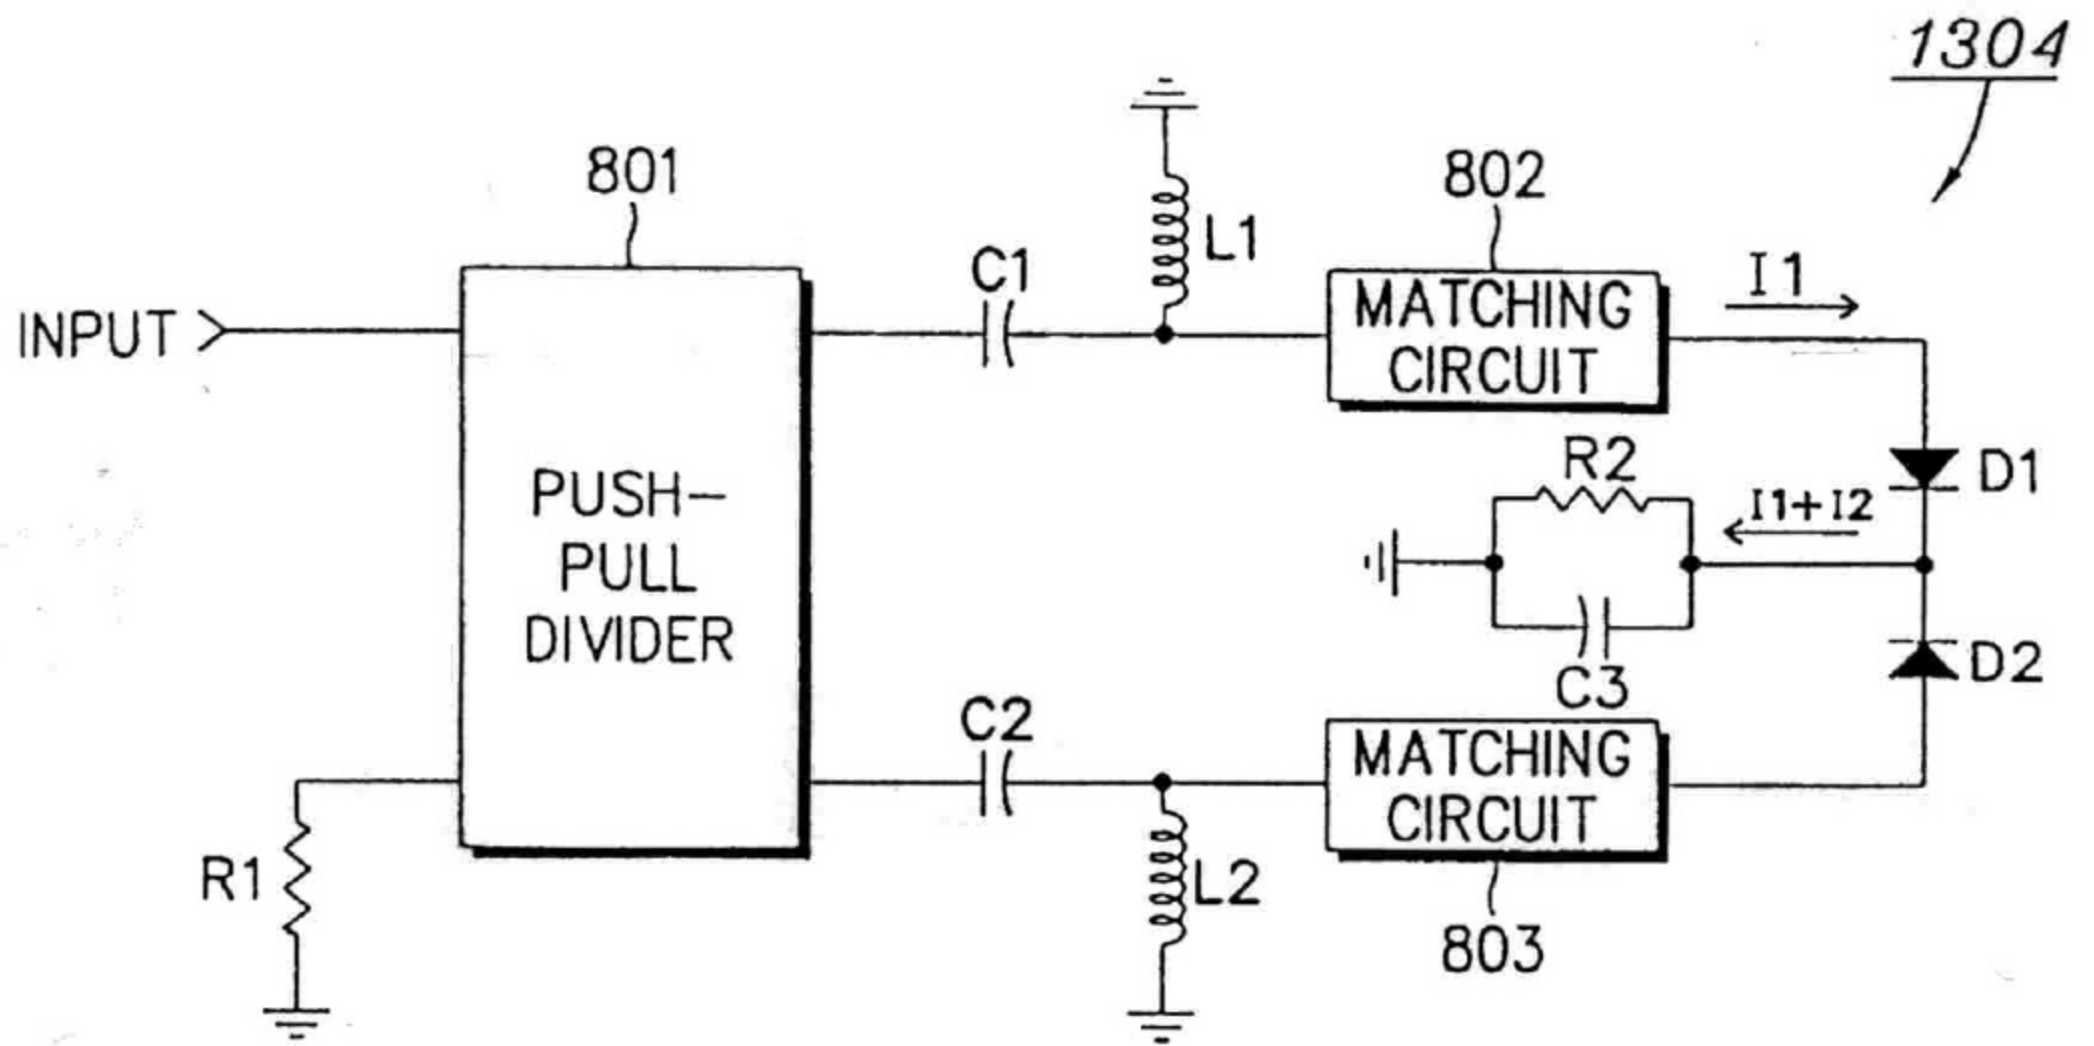 1304
801
802
L1
C1
I1
INPUT
MATCHING
CIRCUIT
R2
D1
I1+I2
PUSH-
PULL
DIVIDER
C3
D2
C2
MATCHING
CIRCUIT
R1
L2
803